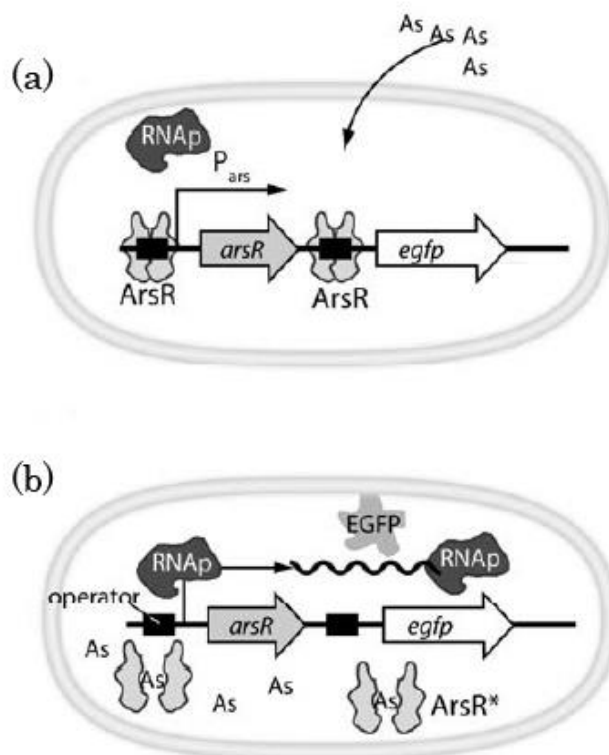 (a)
As As As
As
RNAp
P ars
arsR
egfp
ArsR
ArsR
(b)
EGFP
RNAp
RNAp
operator
arsR
egfp
As
As
As
As
As
ArsR*